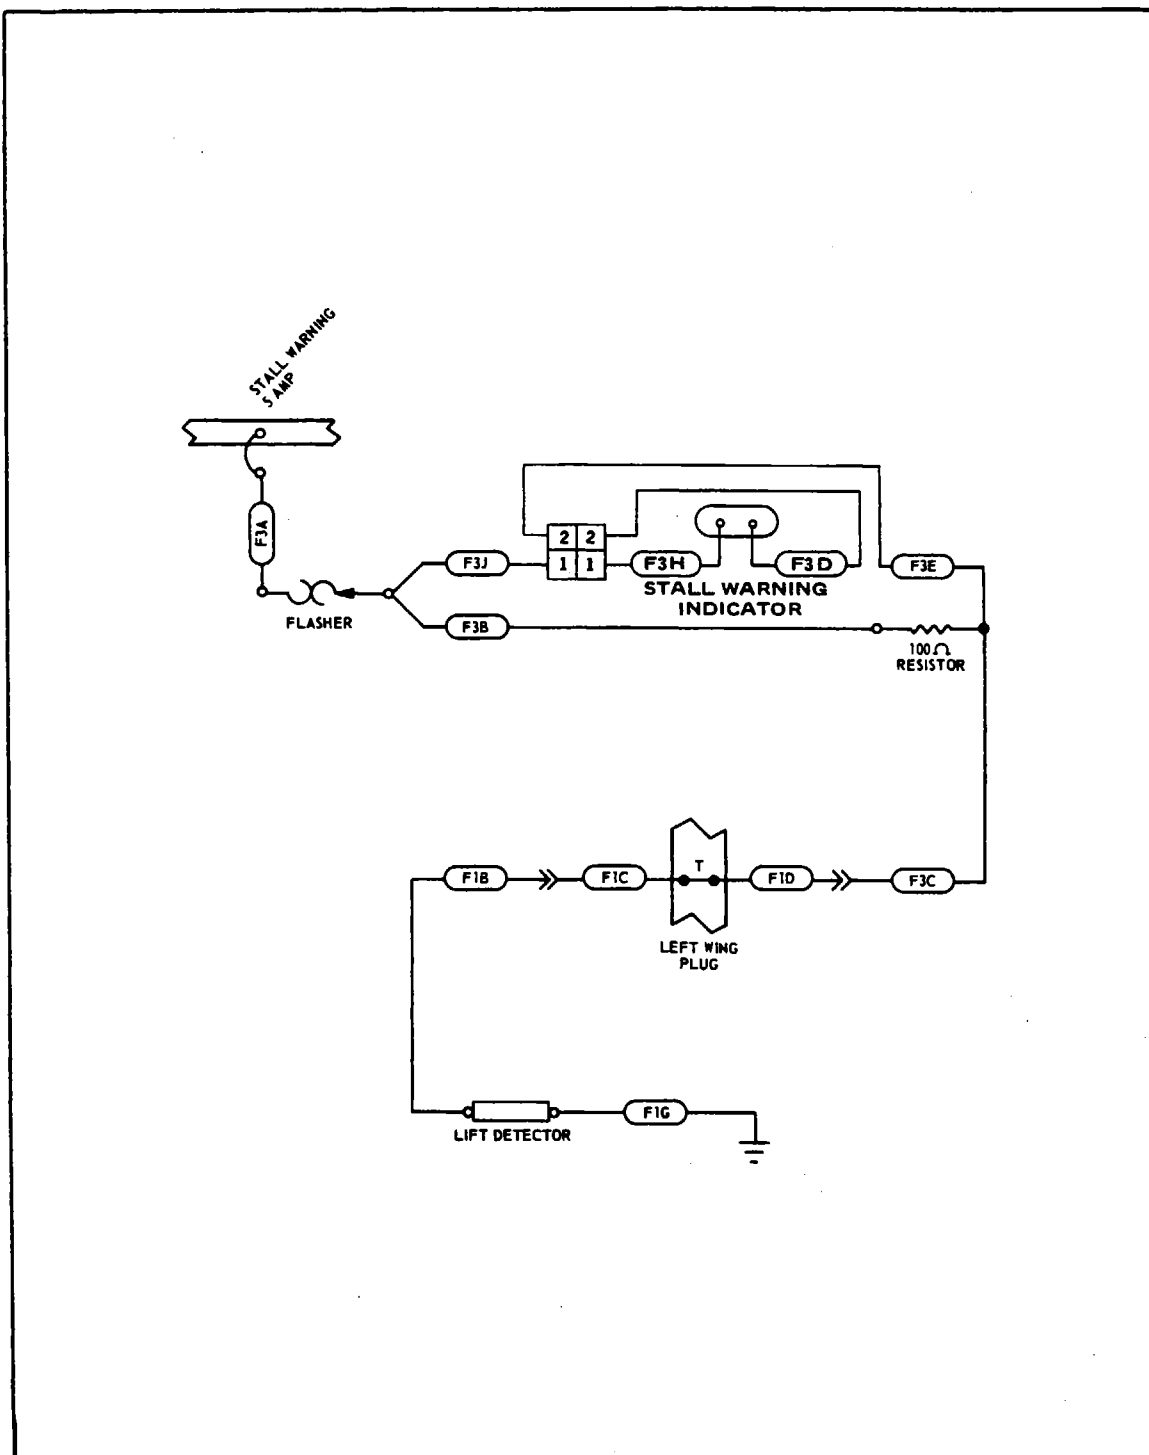 STALL WARNING
5 AMP
F3A
FLASHER
F3J
F3B
2 2
1 1
F3H
F3D
STALL WARNING
INDICATOR
F3E
100Ω
RESISTOR
F1B
F1C
T
F1D
F3C
LEFT WING
PLUG
LIFT DETECTOR
F1G